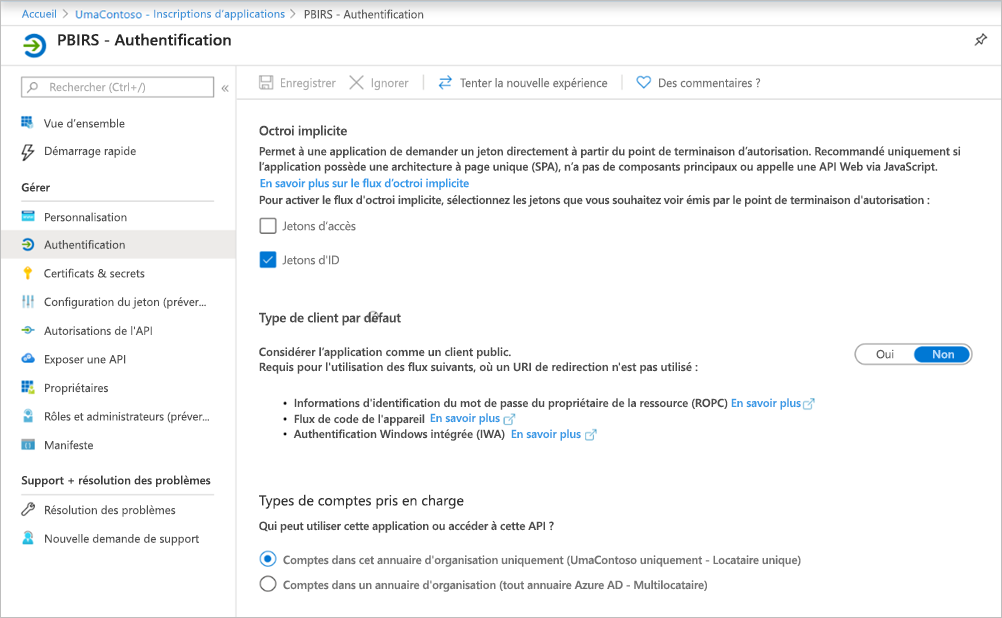 Accueil > UmaContoso - Inscriptions d'applications > PBIRS - Authentification
PBIRS - Authentification
Rechercher (Ctrl+/)
«
Vue d'ensemble
Démarrage rapide
Gérer
Personnalisation
Authentification
Certificats & secrets
Configuration du jeton (préver...
Autorisations de l'API
Exposer une API
Propriétaires
Rôles et administrateurs (préver...
Manifeste
Support + résolution des problèmes
Résolution des problèmes
Nouvelle demande de support
Enregistrer Ignorer Tenter la nouvelle expérience Des commentaires ?
Octroi implicite
Permet à une application de demander un jeton directement à partir du point de terminaison d'autorisation. Recommandé uniquement si
l'application possède une architecture à page unique (SPA), n'a pas de composants principaux ou appelle une API Web via JavaScript.
En savoir plus sur le flux d'octroi implicite
Pour activer le flux d'octroi implicite, sélectionnez les jetons que vous souhaitez voir émis par le point de terminaison d'autorisation :
Jetons d'accès
Jetons d'ID
Type de client par défaut
Considérer l'application comme un client public.
Oui Non
Requis pour l'utilisation des flux suivants, où un URI de redirection n'est pas utilisé :
• Informations d'identification du mot de passe du propriétaire de la ressource (ROPC) En savoir plus
• Flux de code de l'appareil En savoir plus
• Authentification Windows intégrée (IWA) En savoir plus
Types de comptes pris en charge
Qui peut utiliser cette application ou accéder à cette API ?
Comptes dans cet annuaire d'organisation uniquement (UmaContoso uniquement - Locataire unique)
Comptes dans un annuaire d'organisation (tout annuaire Azure AD - Multilocataire)